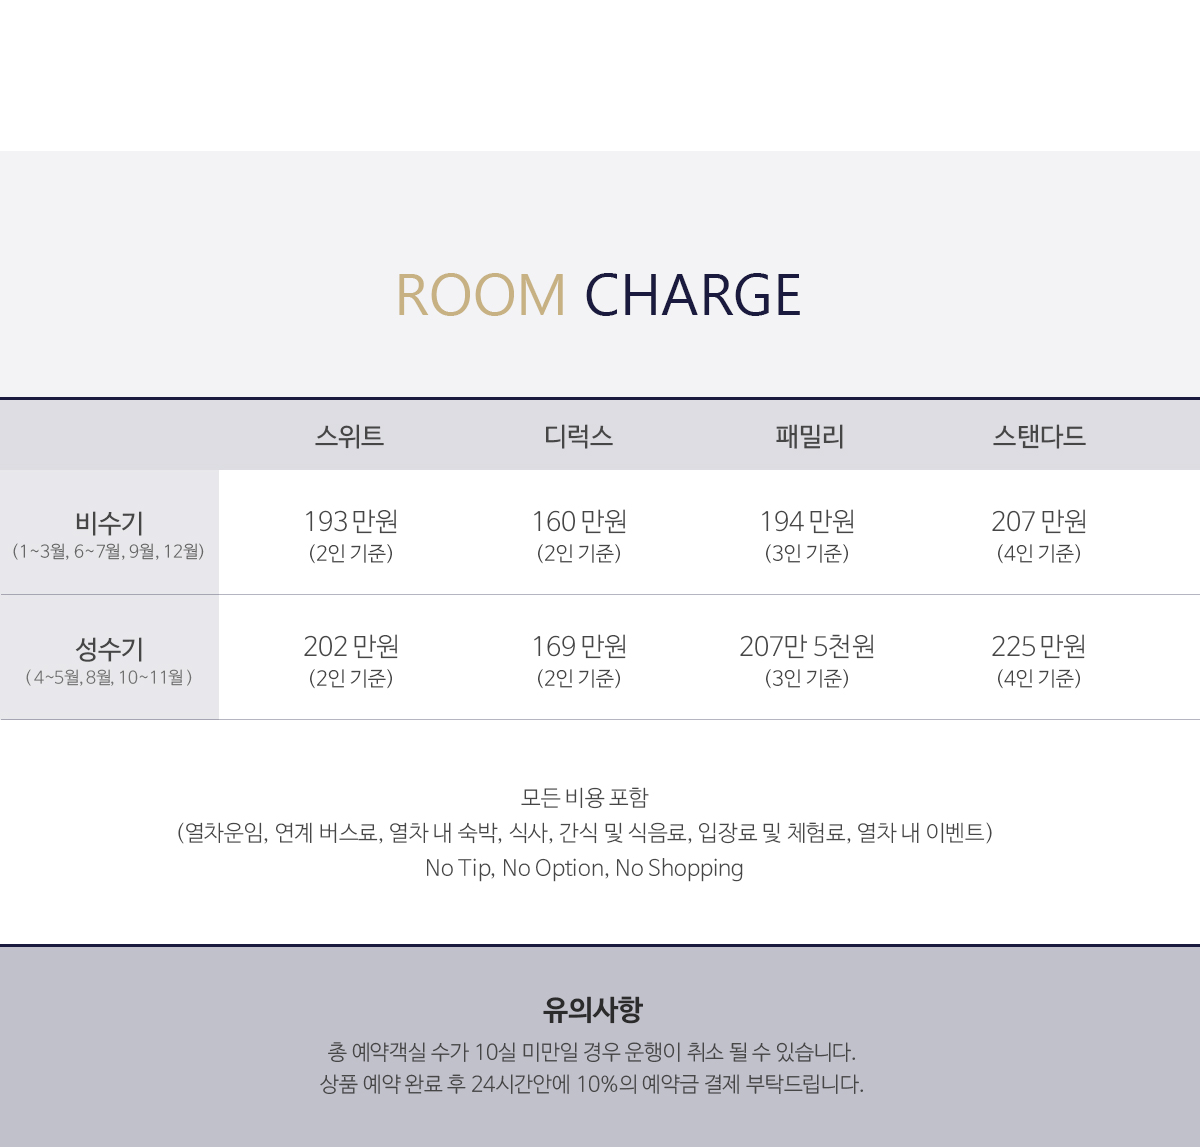 ROOM CHARGE
스위트 디럭스 패밀리 스탠다드
비수기 193 만원 160 만원 194 만원 207 만원
(1~3월, 6~7월, 9월, 12월) (2인 기준) (2인 기준) (3인 기준) (4인 기준)
성수기 202 만원 169 만원 207만 5천원 225 만원
( 4~5월, 8월, 10~11월 ) (2인 기준) (2인 기준) (3인 기준) (4인 기준)
모든 비용 포함
(열차운임, 연계 버스료, 열차 내 숙박, 식사, 간식 및 식음료, 입장료 및 체험료, 열차 내 이벤트)
No Tip, No Option, No Shopping
유의사항
총 예약객실 수가 10실 미만일 경우 운행이 취소 될 수 있습니다.
상품 예약 완료 후 24시간안에 10%의 예약금 결제 부탁드립니다.